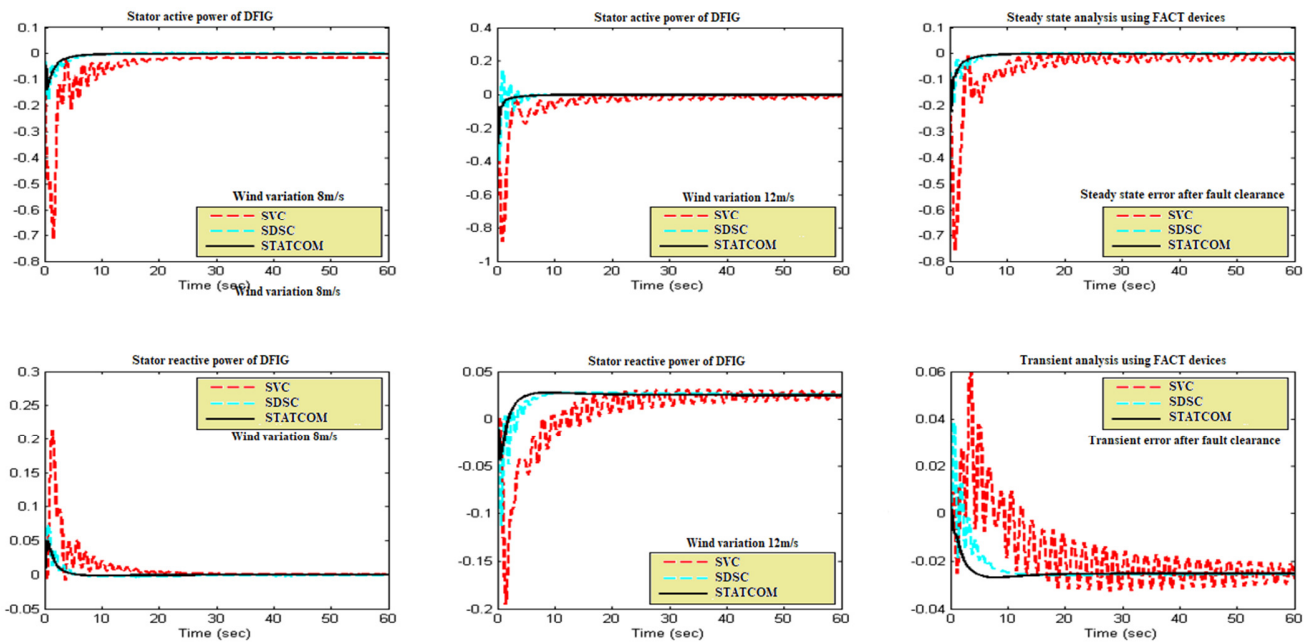 Stator active power of DFIG
0.1
0
-0.1
-0.2
-0.3
-0.4
-0.5
-0.6
-0.7
-0.8
Wind variation 8m/s
SVC
SDSC
STATCOM
0 10 20 30 40 50 60
Time (sec)
Wind variation 8m/s
Stator active power of DFIG
0.4
0.2
0
-0.2
-0.4
-0.6
-0.8
-1
Wind variation 12m/s
SVC
SDSC
STATCOM
0 10 20 30 40 50 60
Time (sec)
Steady state analysis using FACT devices
0.1
0
-0.1
-0.2
-0.3
-0.4
-0.5
-0.6
-0.7
-0.8
Steady state error after fault clearance
SVC
SDSC
STATCOM
0 10 20 30 40 50 60
Time (sec)
Stator reactive power of DFIG
0.3
0.25
0.2
0.15
0.1
0.05
0
-0.05
SVC
SDSC
STATCOM
Wind variation 8m/s
0 10 20 30 40 50 60
Time (sec)
Stator reactive power of DFIG
0.05
0
-0.05
-0.1
-0.15
-0.2
Wind variation 12m/s
SVC
SDSC
STATCOM
0 10 20 30 40 50 60
Time (sec)
Transient analysis using FACT devices
0.06
0.04
0.02
0
-0.02
-0.04
SVC
SDSC
STATCOM
Transient error after fault clearance
0 10 20 30 40 50 60
Time (sec)